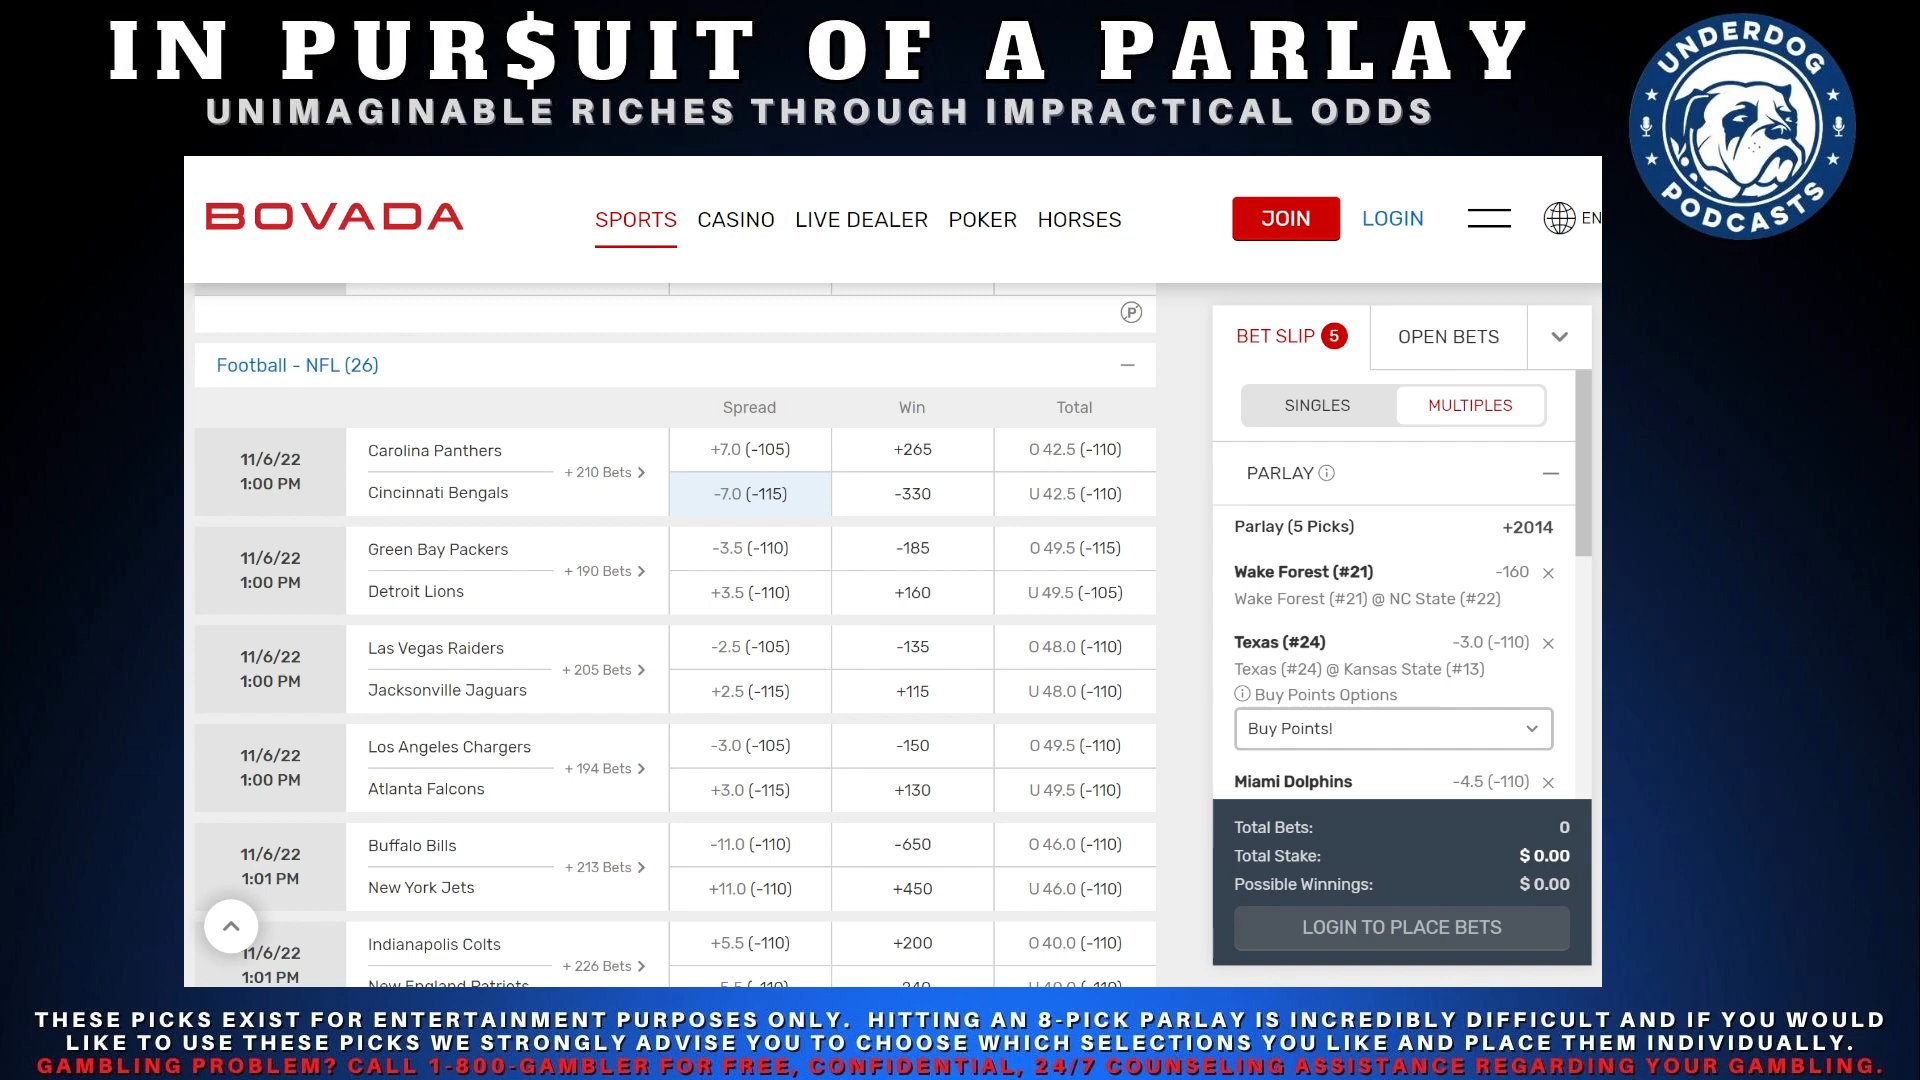 IN PUR$UIT OF A PARLAY
UNIMAGINABLE RICHES THROUGH IMPRACTICAL ODDS
UNDERDOG
PODCASTS
BOVADA
SPORTS CASINO LIVE DEALER POKER HORSES
JOIN LOGIN EN
Football - NFL (26)
Spread Win Total
11/6/22
1:00 PM
Carolina Panthers +7.0 (-105) +265 O 42.5 (-110)
+ 210 Bets
Cincinnati Bengals -7.0 (-115) -330 U 42.5 (-110)
11/6/22
1:00 PM
Green Bay Packers -3.5 (-110) -185 O 49.5 (-115)
+ 190 Bets
Detroit Lions +3.5 (-110) +160 U 49.5 (-105)
11/6/22
1:00 PM
Las Vegas Raiders -2.5 (-105) -135 O 48.0 (-110)
+ 205 Bets
Jacksonville Jaguars +2.5 (-115) +115 U 48.0 (-110)
11/6/22
1:00 PM
Los Angeles Chargers -3.0 (-105) -150 O 49.5 (-110)
+ 194 Bets
Atlanta Falcons +3.0 (-115) +130 U 49.5 (-110)
11/6/22
1:01 PM
Buffalo Bills -11.0 (-110) -650 O 46.0 (-110)
+ 213 Bets
New York Jets +11.0 (-110) +450 U 46.0 (-110)
11/6/22
1:01 PM
Indianapolis Colts +5.5 (-110) +200 O 40.0 (-110)
+ 226 Bets
New England Patriots
BET SLIP 5 OPEN BETS
SINGLES MULTIPLES
PARLAY
Parlay (5 Picks) +2014
Wake Forest (#21) -160
Wake Forest (#21) @ NC State (#22)
Texas (#24) -3.0 (-110)
Texas (#24) @ Kansas State (#13)
Buy Points Options
Buy Points!
Miami Dolphins -4.5 (-110)
Total Bets: 0
Total Stake: $ 0.00
Possible Winnings: $ 0.00
LOGIN TO PLACE BETS
THESE PICKS EXIST FOR ENTERTAINMENT PURPOSES ONLY. HITTING AN 8-PICK PARLAY IS INCREDIBLY DIFFICULT AND IF YOU WOULD
LIKE TO USE THESE PICKS WE STRONGLY ADVISE YOU TO CHOOSE WHICH SELECTIONS YOU LIKE AND PLACE THEM INDIVIDUALLY.
GAMBLING PROBLEM? CALL 1-800-GAMBLER FOR FREE, CONFIDENTIAL, 24/7 COUNSELING ASSISTANCE REGARDING YOUR GAMBLING.